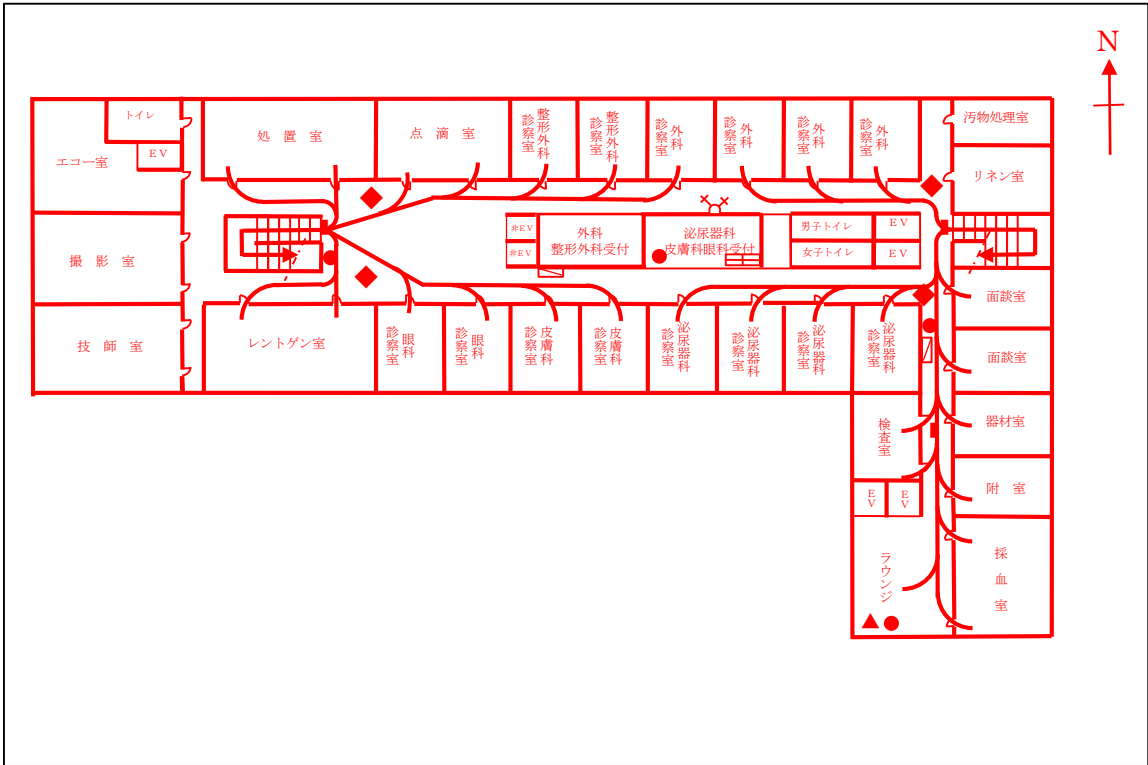 N
トイレ
EV
エコー室
処置室
点滴室
整形外科
診察室
整形外科
診察室
外科
診察室
外科
診察室
外科
診察室
外科
診察室
汚物処理室
リネン室
撮影室
技師室
非EV
非EV
外科
整形外科受付
泌尿器科
皮膚科眼科受付
男子トイレ
女子トイレ
EV
EV
面談室
面談室
レントゲン室
眼科
診察室
眼科
診察室
皮膚科
診察室
皮膚科
診察室
泌尿器科
診察室
泌尿器科
診察室
泌尿器科
診察室
泌尿器科
診察室
検査室
器材室
EV
EV
附室
ラウンジ
採血室